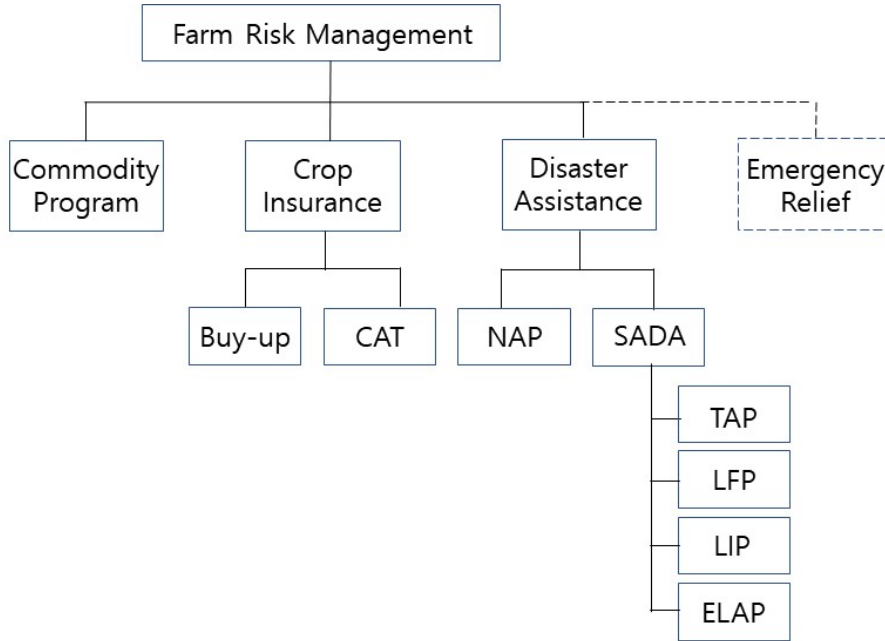 Farm Risk Management
Commodity
Program
Crop
Insurance
Disaster
Assistance
Emergency
Relief
Buy-up
CAT
NAP
SADA
TAP
LFP
LIP
ELAP